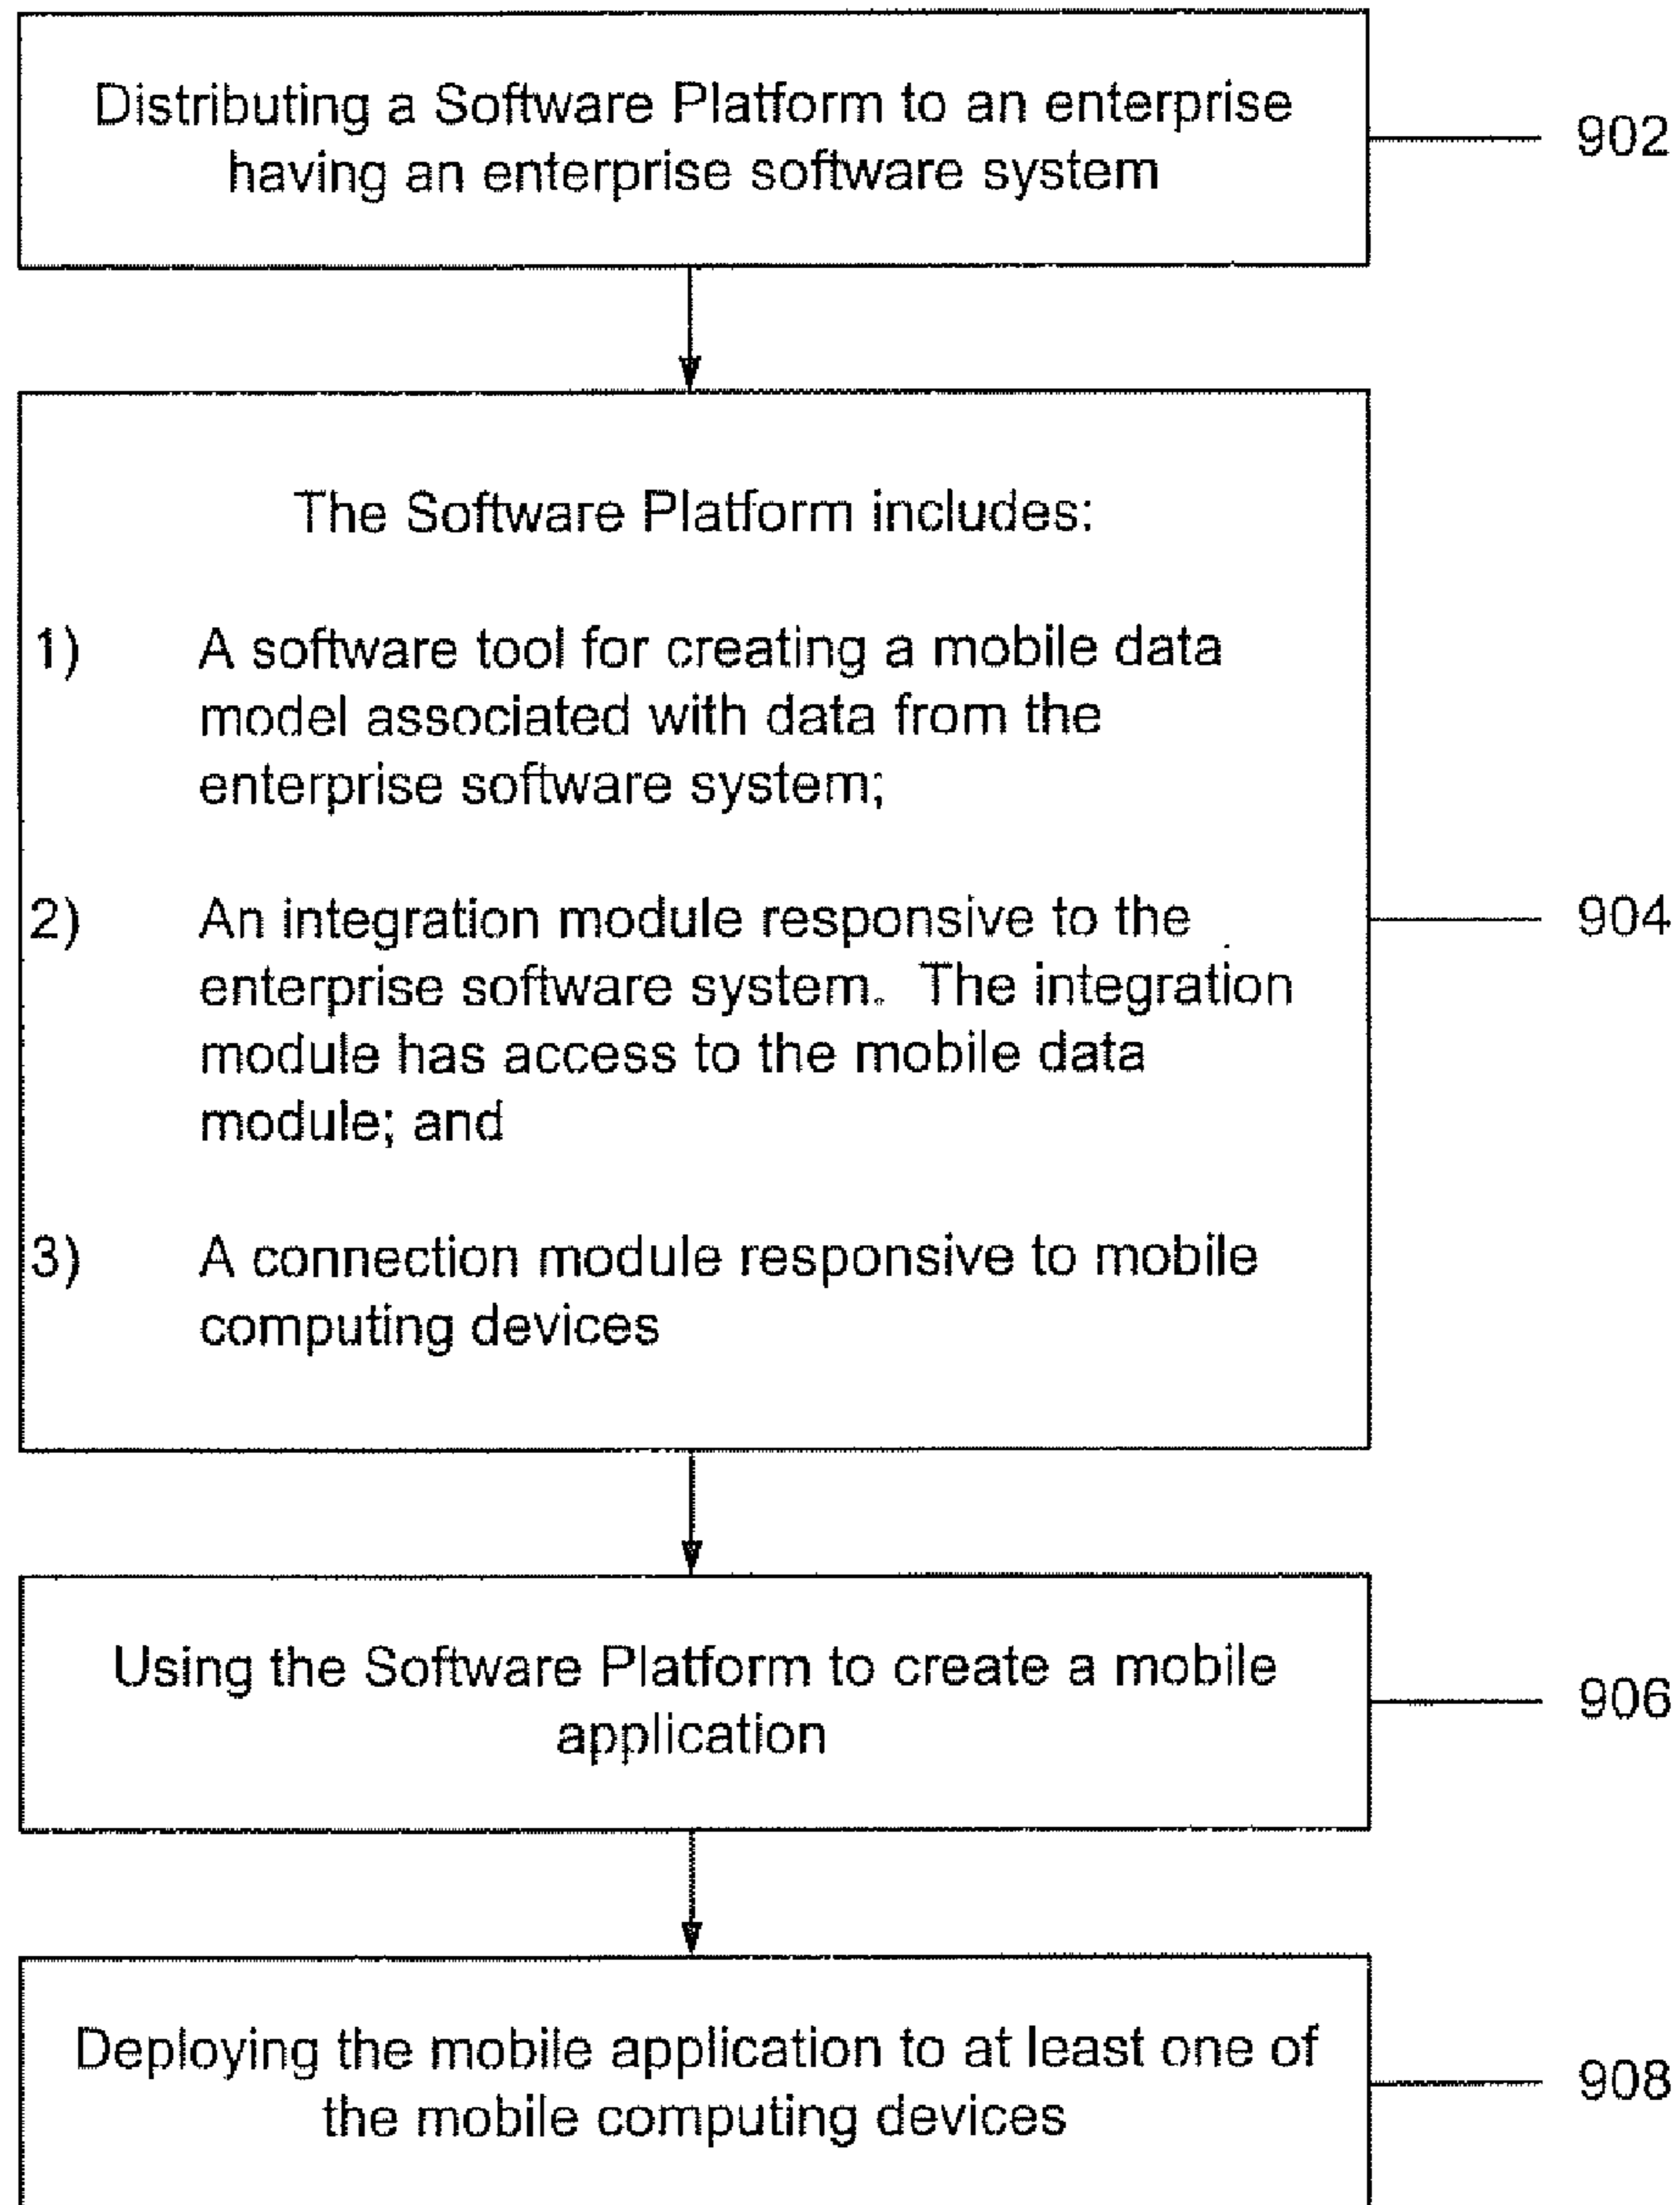 Distributing a Software Platform to an enterprise
having an enterprise software system
902
The Software Platform includes:
1) A software tool for creating a mobile data
model associated with data from the
enterprise software system;
2) An integration module responsive to the
enterprise software system. The integration
module has access to the mobile data
module; and
904
3) A connection module responsive to mobile
computing devices
Using the Software Platform to create a mobile
application
906
Deploying the mobile application to at least one of
the mobile computing devices
908